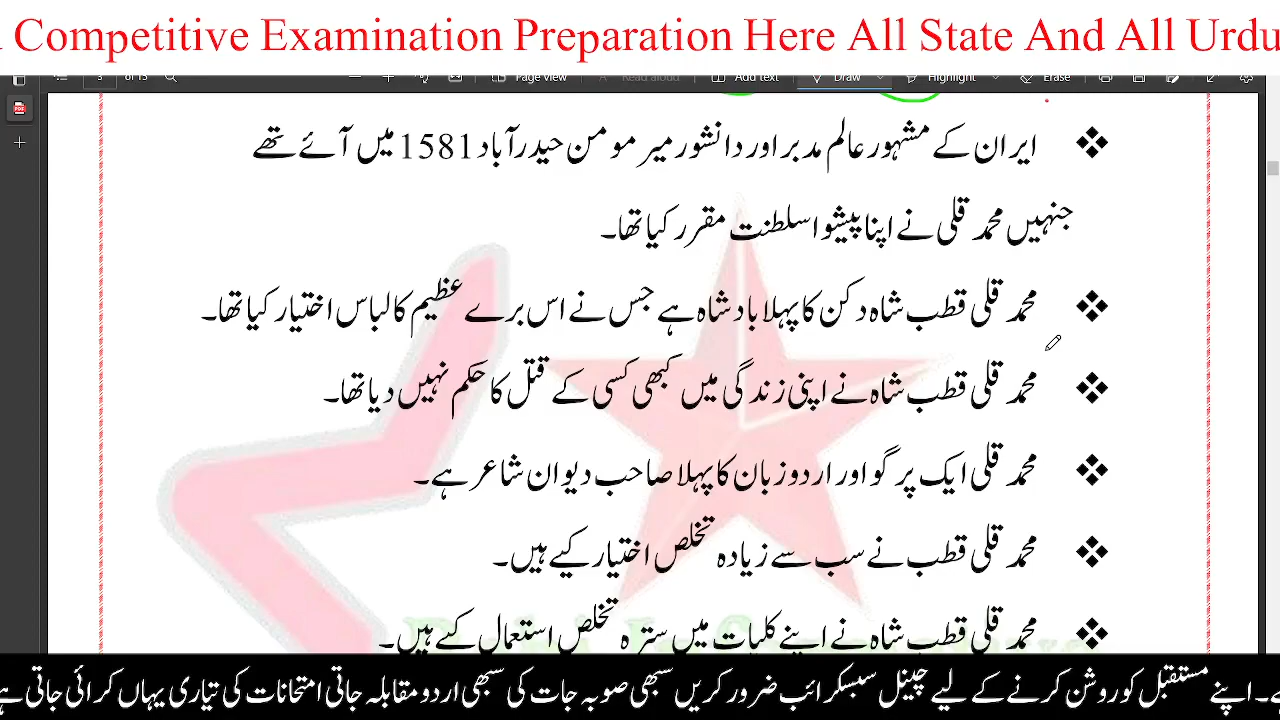 Competitive Examination Preparation Here All State And All Urdu
3 of 13 Page view Read aloud Add text Draw Highlight Erase
ایران کے مشہور عالم مدبر اور دانشور میر مومن حیدرآباد 1581 میں آئے تھے
جنہیں محمد قلی نے اپنا پیشوا سلطنت مقرر کیا تھا۔
محمد قلی قطب شاہ دکن کا پہلا بادشاہ ہے جس نے اس برے عظیم کا لباس اختیار کیا تھا۔
محمد قلی قطب شاہ نے اپنی زندگی میں کبھی کسی کے قتل کا حکم نہیں دیا تھا۔
محمد قلی ایک پر گو اور اردو زبان کا پہلا صاحب دیوان شاعر ہے۔
محمد قلی قطب نے سب سے زیادہ تخلص اختیار کیے ہیں۔
محمد قلی قطب شاہ نے اپنے کلیات میں سترہ تخلص استعمال کیے ہیں۔
ے۔ اپنے مستقبل کو روشن کرنے کے لیے چینل سبسکرائب ضرور کریں سبھی صوبہ جات کی سبھی اردو مقابلہ جاتی امتحانات کی تیاری یہاں کرائی جاتی ہے